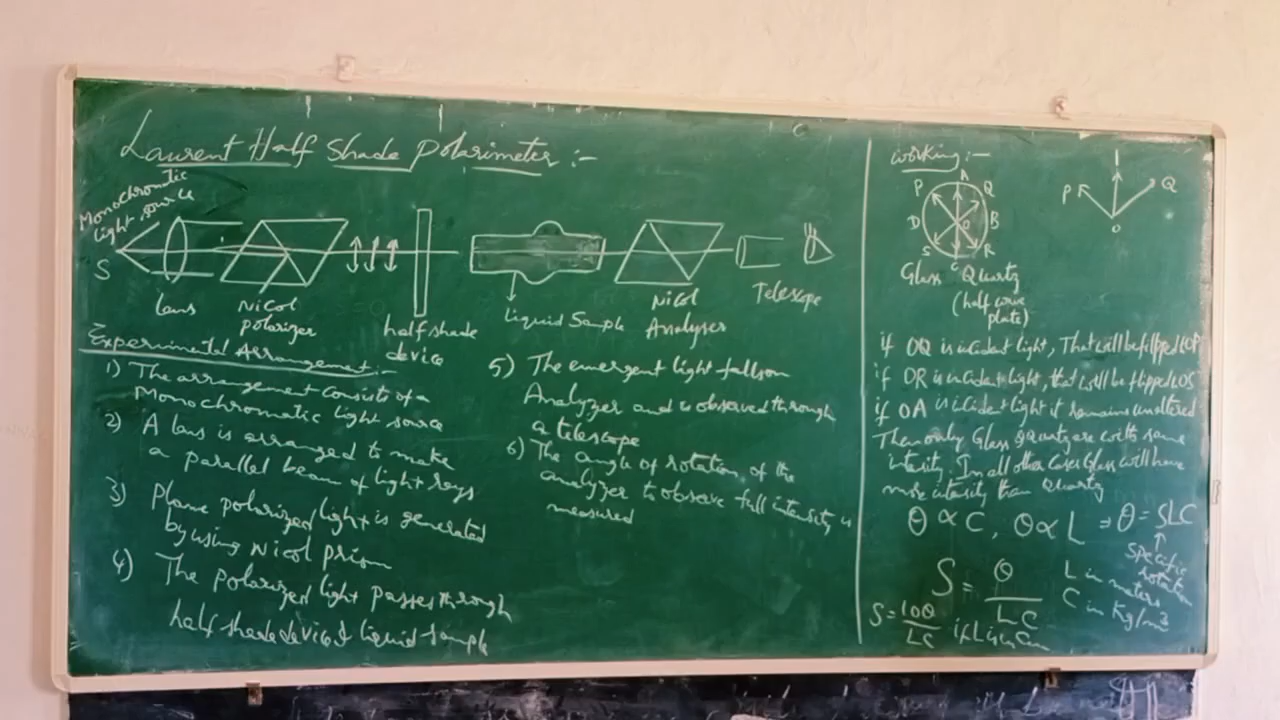 Laurent Half Shade Polarimeter :-
Monochromatic
light source
S
lens
Nicol
polarizer
half shade
device
Liquid Sample
Nicol
Analyser
Telescope
Experimental Arrangement :-
1) The arrangement consists of a
Monochromatic light source
2) A lens is arranged to make
a parallel beam of light rays
3) Plane polarized light is generated
by using Nicol prism
4) The polarized light passes through
half shade device & liquid sample
5) The emergent light falls on
Analyzer and is observed through
a telescope
6) The angle of rotation of the
analyzer to observe full intensity is
measured
working :-
A
P Q
D O B
S R
C
Glass Quartz
(half wave
plate)
P Q
O
if OQ is incident light, That will be flipped to OP
if OR is incident light, that will be flipped to OS
if OA is incident light it remains unaltered
Then only Glass & quartz are with same
intensity. In all other cases Glass will have
more intensity than Quartz
θ ∝ C, θ ∝ L ⇒ θ = SLC
Specific
rotation
S = θ / LC
L in meters
C in Kg/m³
S = 10θ / LC if L is in Cm